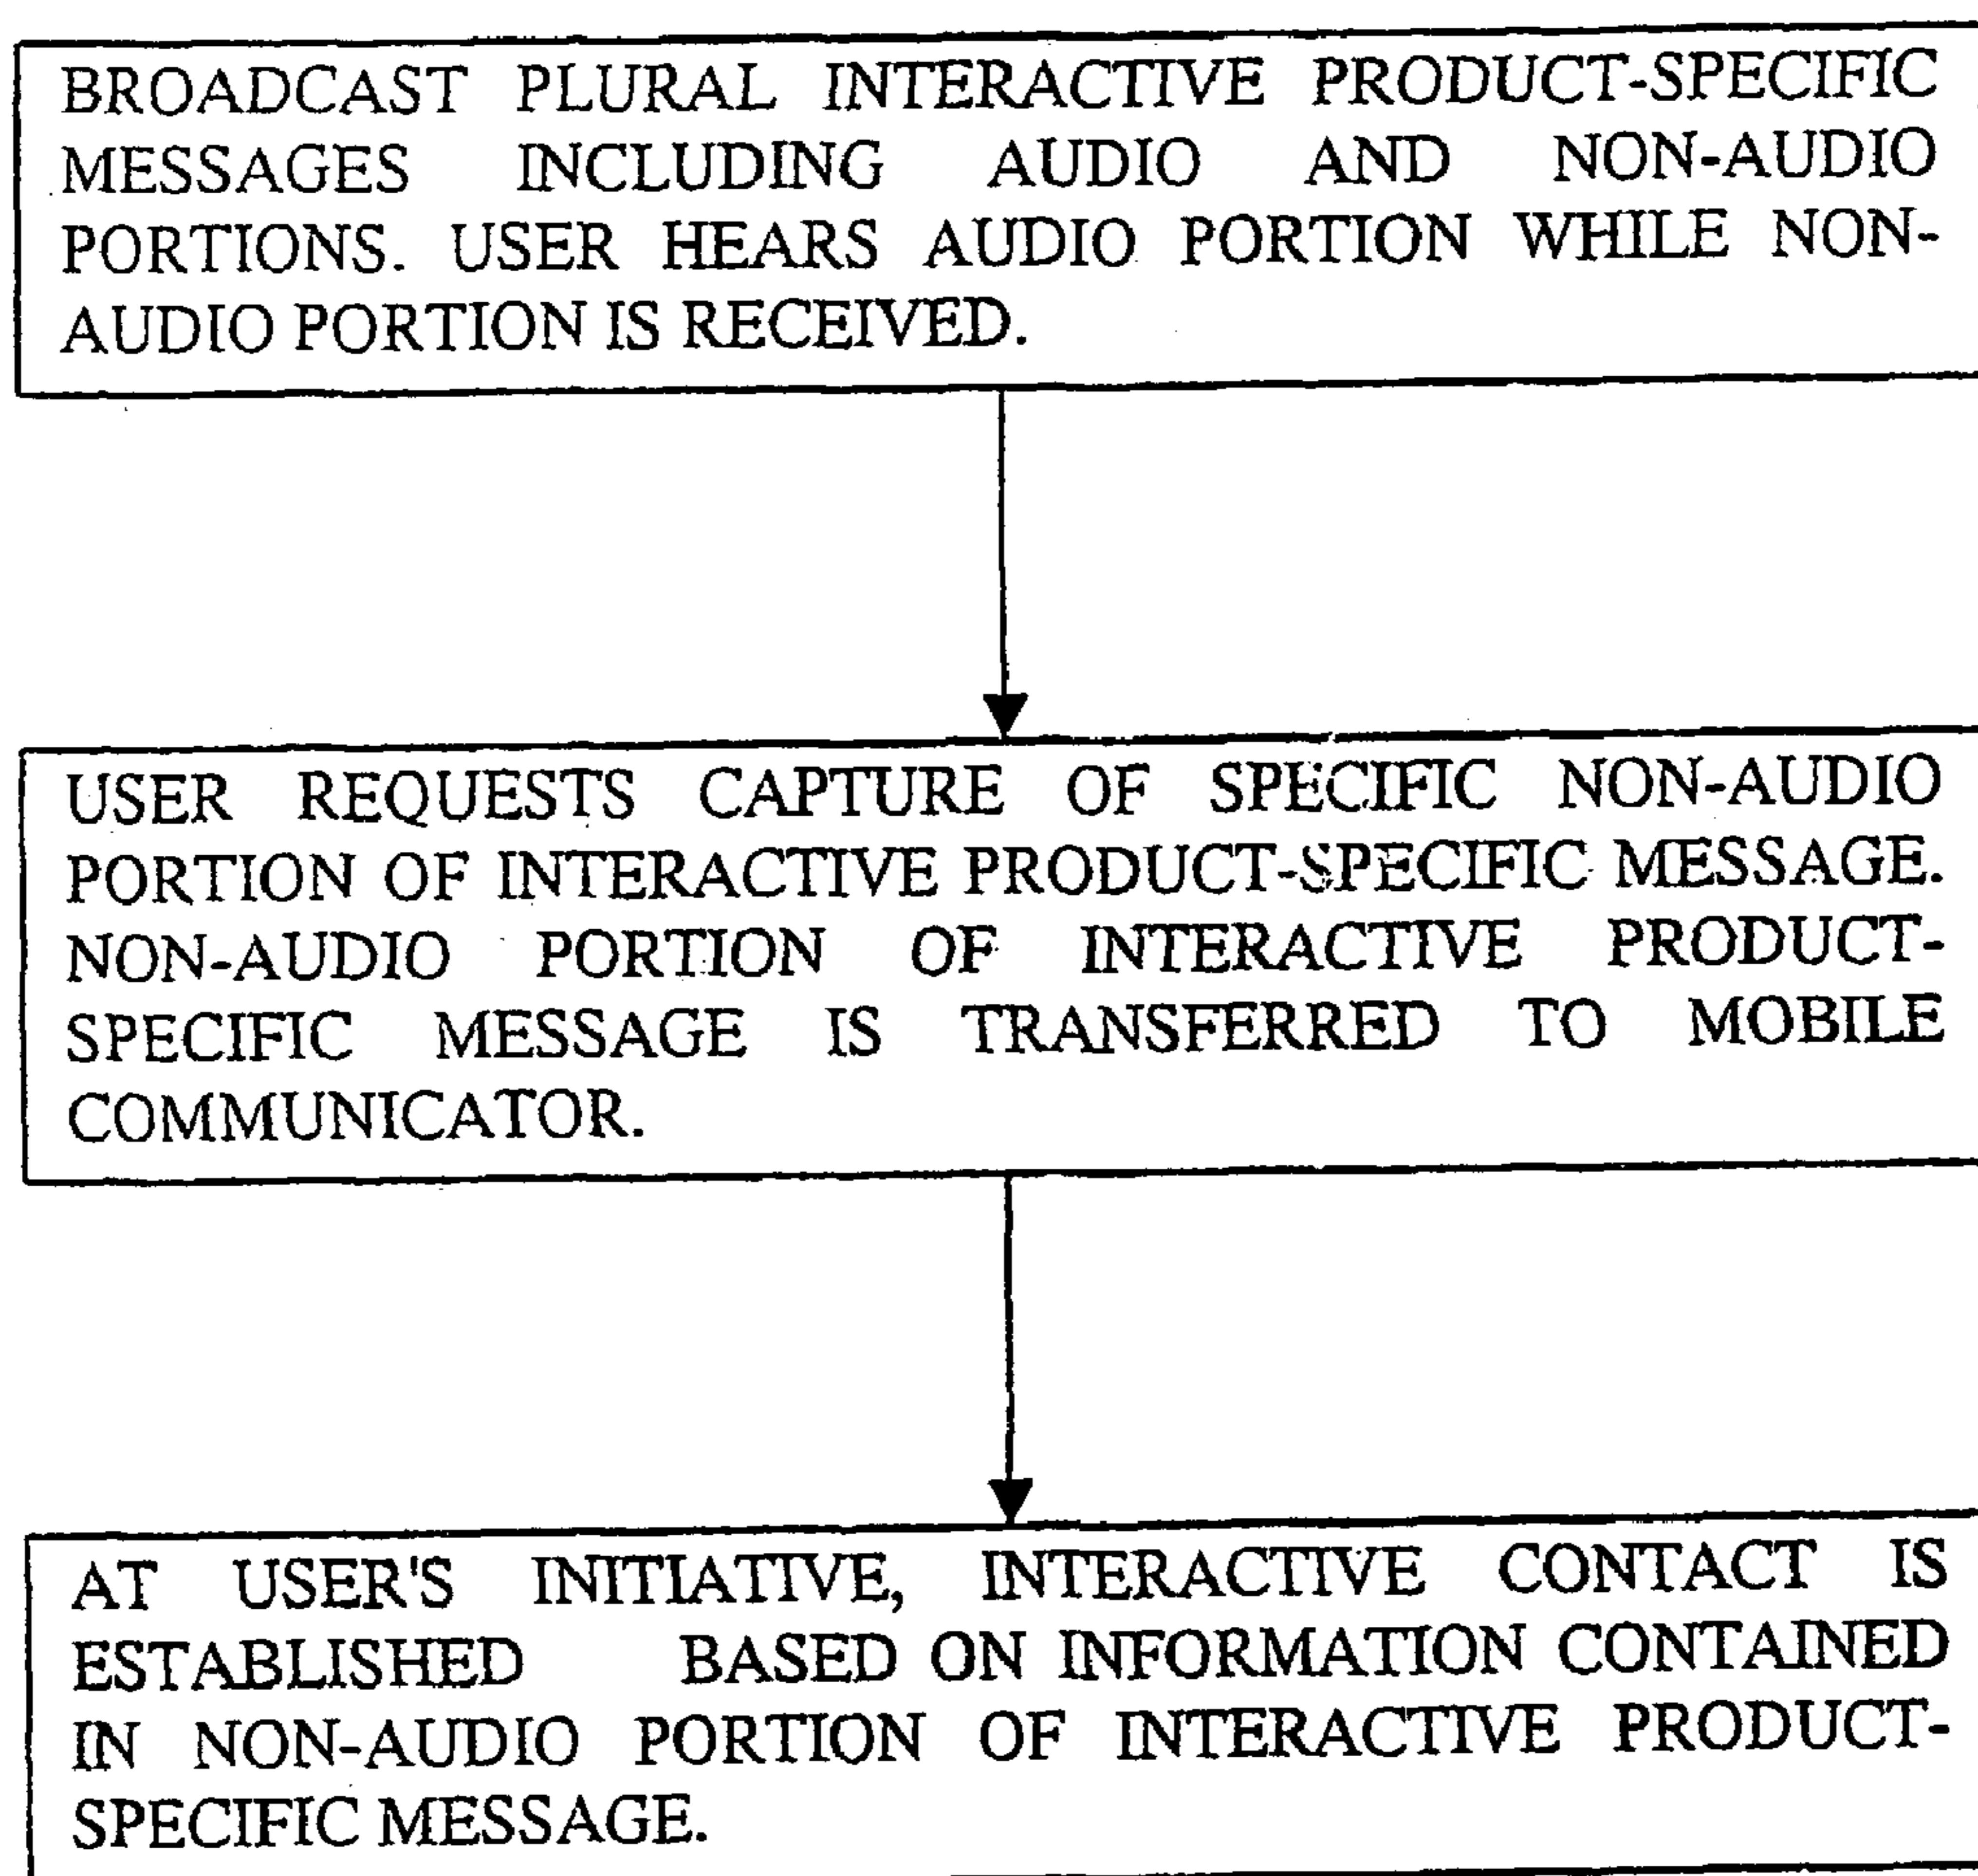 BROADCAST PLURAL INTERACTIVE PRODUCT-SPECIFIC
MESSAGES INCLUDING AUDIO AND NON-AUDIO
PORTIONS. USER HEARS AUDIO PORTION WHILE NON-
AUDIO PORTION IS RECEIVED.
USER REQUESTS CAPTURE OF SPECIFIC NON-AUDIO
PORTION OF INTERACTIVE PRODUCT-SPECIFIC MESSAGE.
NON-AUDIO PORTION OF INTERACTIVE PRODUCT-
SPECIFIC MESSAGE IS TRANSFERRED TO MOBILE
COMMUNICATOR.
AT USER'S INITIATIVE, INTERACTIVE CONTACT IS
ESTABLISHED BASED ON INFORMATION CONTAINED
IN NON-AUDIO PORTION OF INTERACTIVE PRODUCT-
SPECIFIC MESSAGE.